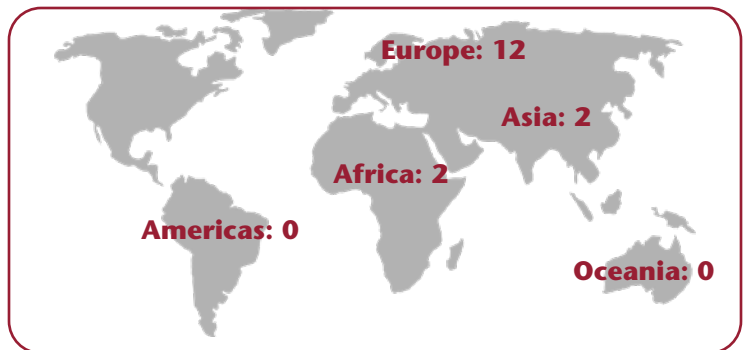 Europe: 12
Asia: 2
Africa: 2
Americas: 0
Oceania: 0